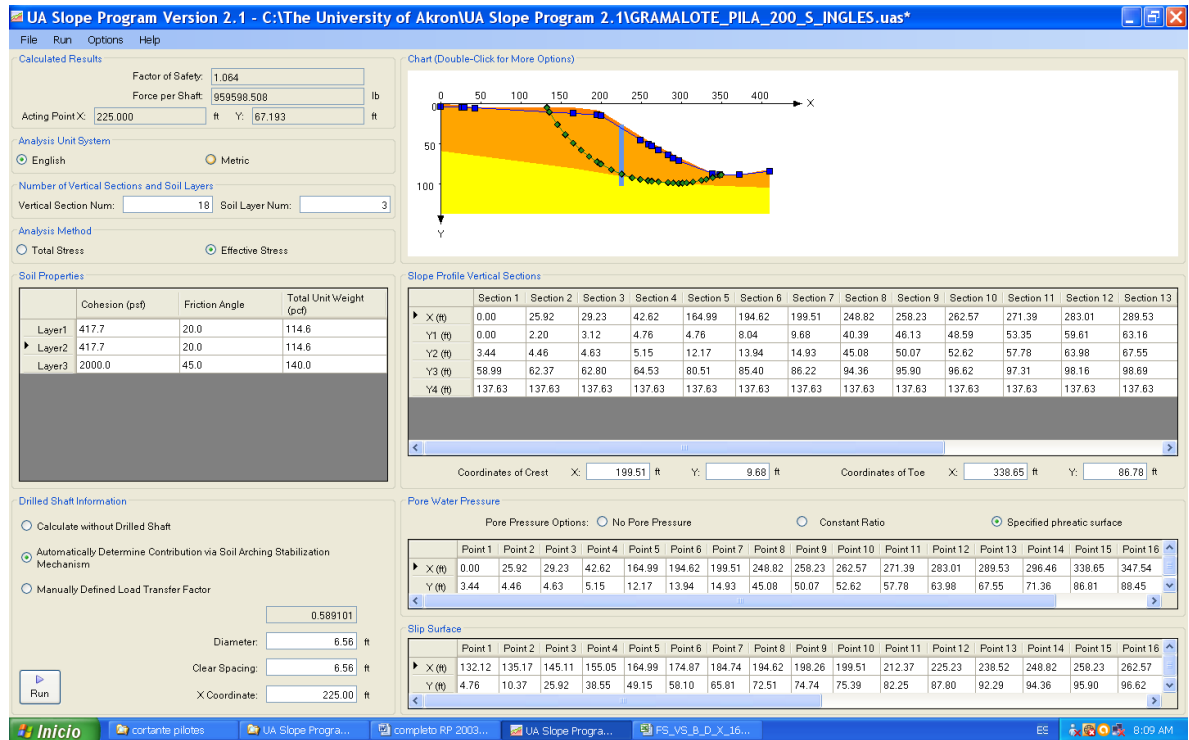 UA Slope Program Version 2.1 - C:\The University of Akron\UA Slope Program 2.1\GRAMALOTE_PILA_200_S_INGLES.uas*
File Run Options Help
Calculated Results
Factor of Safety: 1.064
Force per Shaft: 959598.508 lb
Acting Point X: 225.000 ft Y: 67.193 ft
Analysis Unit System
English Metric
Number of Vertical Sections and Soil Layers
Vertical Section Num: 18 Soil Layer Num: 3
Analysis Method
Total Stress Effective Stress
Chart (Double-Click for More Options)
0 50 100 150 200 250 300 350 400 X
0
50
100
Y
Soil Properties
Cohesion (psf) Friction Angle Total Unit Weight (pcf)
Layer1 417.7 20.0 114.6
Layer2 417.7 20.0 114.6
Layer3 2000.0 45.0 140.0
Slope Profile Vertical Sections
Section 1 Section 2 Section 3 Section 4 Section 5 Section 6 Section 7 Section 8 Section 9 Section 10 Section 11 Section 12 Section 13
X (ft) 0.00 25.92 29.23 42.62 164.99 194.62 199.51 248.82 258.23 262.57 271.39 283.01 289.53
Y1 (ft) 0.00 2.20 3.12 4.76 4.76 8.04 9.68 40.39 46.13 48.59 53.35 59.61 63.16
Y2 (ft) 3.44 4.46 4.63 5.15 12.17 13.94 14.93 45.08 50.07 52.62 57.78 63.98 67.55
Y3 (ft) 58.99 62.37 62.80 64.53 80.51 85.40 86.22 94.36 95.90 96.62 97.31 98.16 98.69
Y4 (ft) 137.63 137.63 137.63 137.63 137.63 137.63 137.63 137.63 137.63 137.63 137.63 137.63 137.63
Coordinates of Crest X: 199.51 ft Y: 9.68 ft Coordinates of Toe X: 338.65 ft Y: 86.78 ft
Drilled Shaft Information
Calculate without Drilled Shaft
Automatically Determine Contribution via Soil Arching Stabilization
Mechanism
Manually Defined Load Transfer Factor
0.589101
Diameter: 6.56 ft
Clear Spacing: 6.56 ft
X Coordinate: 225.00 ft
Run
Pore Water Pressure
Pore Pressure Options: No Pore Pressure Constant Ratio Specified phreatic surface
Point 1 Point 2 Point 3 Point 4 Point 5 Point 6 Point 7 Point 8 Point 9 Point 10 Point 11 Point 12 Point 13 Point 14 Point 15 Point 16
X (ft) 0.00 25.92 29.23 42.62 164.99 194.62 199.51 248.82 258.23 262.57 271.39 283.01 289.53 296.46 338.65 347.54
Y (ft) 3.44 4.46 4.63 5.15 12.17 13.94 14.93 45.08 50.07 52.62 57.78 63.98 67.55 71.36 86.81 88.45
Slip Surface
Point 1 Point 2 Point 3 Point 4 Point 5 Point 6 Point 7 Point 8 Point 9 Point 10 Point 11 Point 12 Point 13 Point 14 Point 15 Point 16
X (ft) 132.12 135.17 145.11 155.05 164.99 174.87 184.74 194.62 198.26 199.51 212.37 225.23 238.52 248.82 258.23 262.57
Y (ft) 4.76 10.37 25.92 38.55 49.15 58.10 65.81 72.51 74.74 75.39 82.25 87.80 92.29 94.36 95.90 96.62
Inicio cortante pilotes UA Slope Progra... completo RP 2003... UA Slope Progra... FS_VS_B_D_X_16... ES 8:09 AM